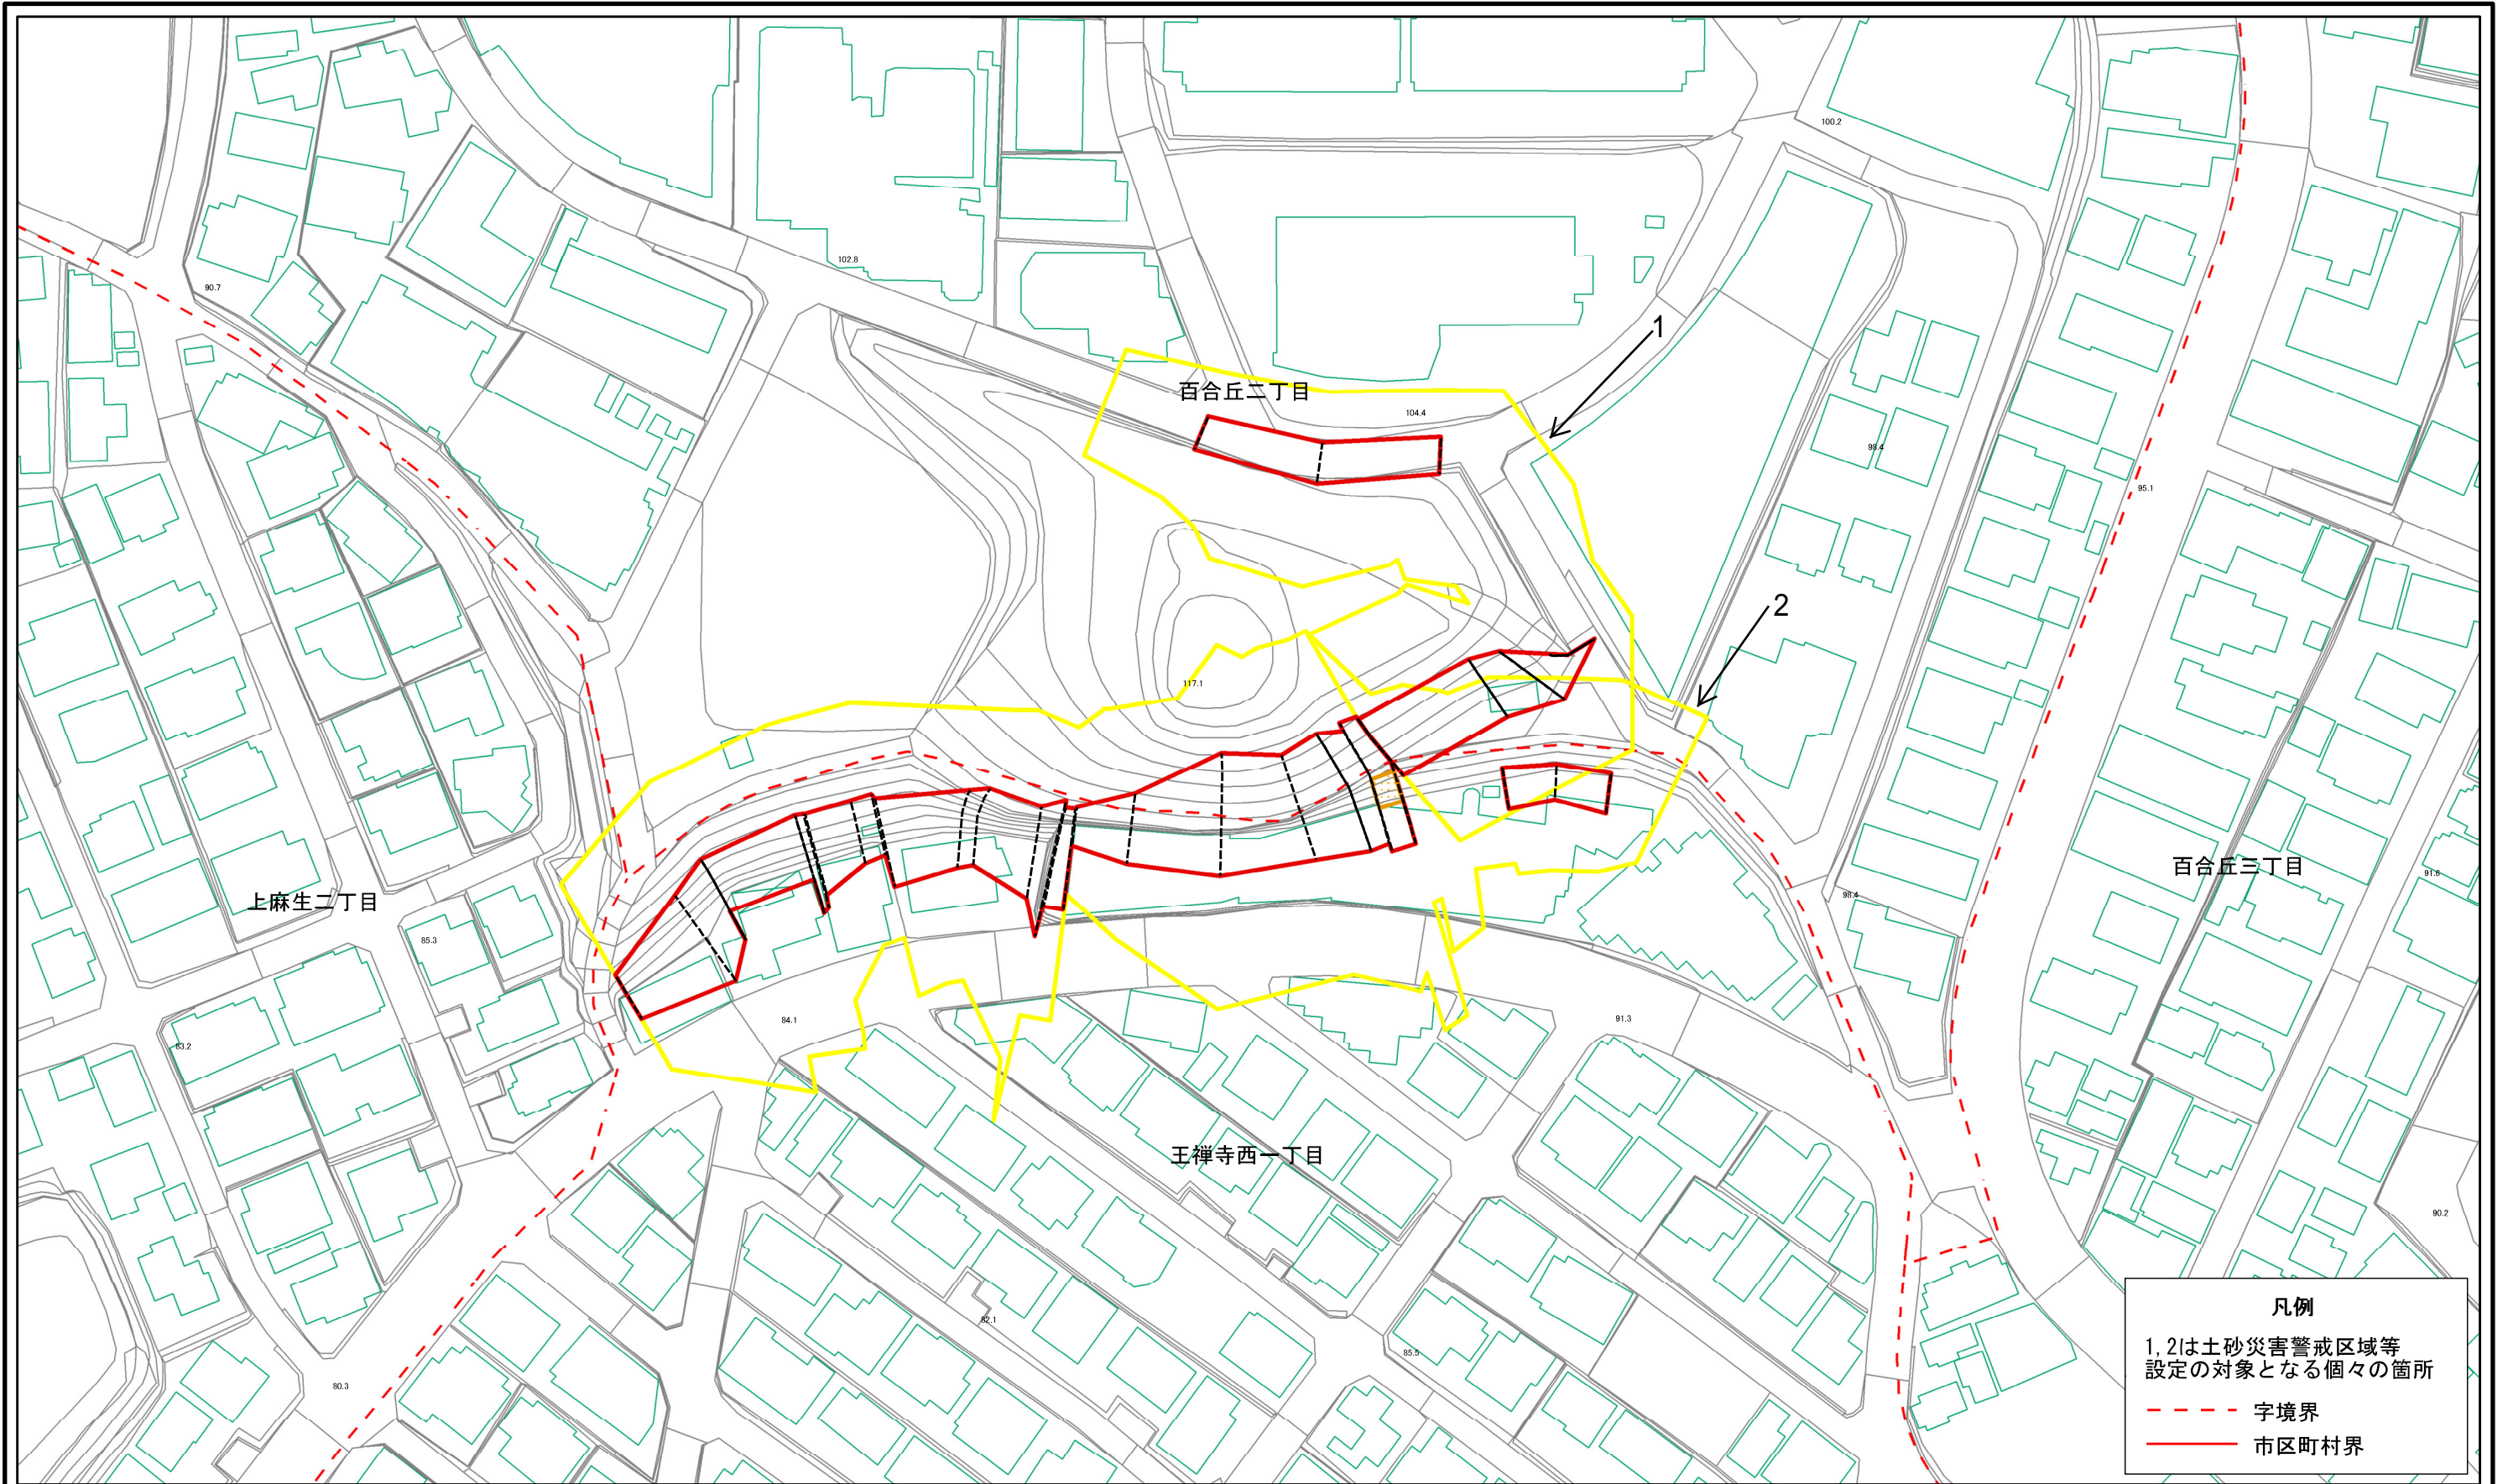 100.2
102.8
90.7
1
百合丘二丁目
104.4
98.4
95.1
2
117.1
百合丘三丁目
91.6
上麻生二丁目
98.4
85.3
84.1
91.3
83.2
王禅寺西一丁目
90.2
82.1
85.5
80.3
凡例
1,2は土砂災害警戒区域等
設定の対象となる個々の箇所
字境界
市区町村界